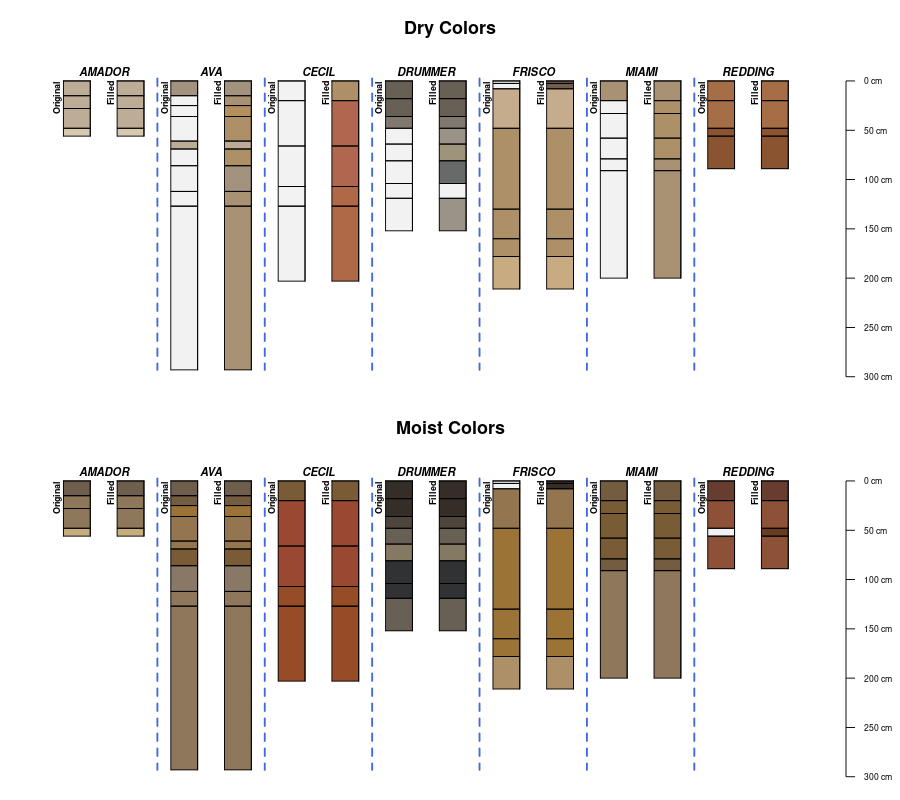 Dry Colors
AMADOR AVA CECIL DRUMMER FRISCO MIAMI REDDING
Original Filled Original Filled Original Filled Original Filled Original Filled Original Filled Original Filled
0 cm
50 cm
100 cm
150 cm
200 cm
250 cm
300 cm
Moist Colors
AMADOR AVA CECIL DRUMMER FRISCO MIAMI REDDING
Original Filled Original Filled Original Filled Original Filled Original Filled Original Filled Original Filled
0 cm
50 cm
100 cm
150 cm
200 cm
250 cm
300 cm